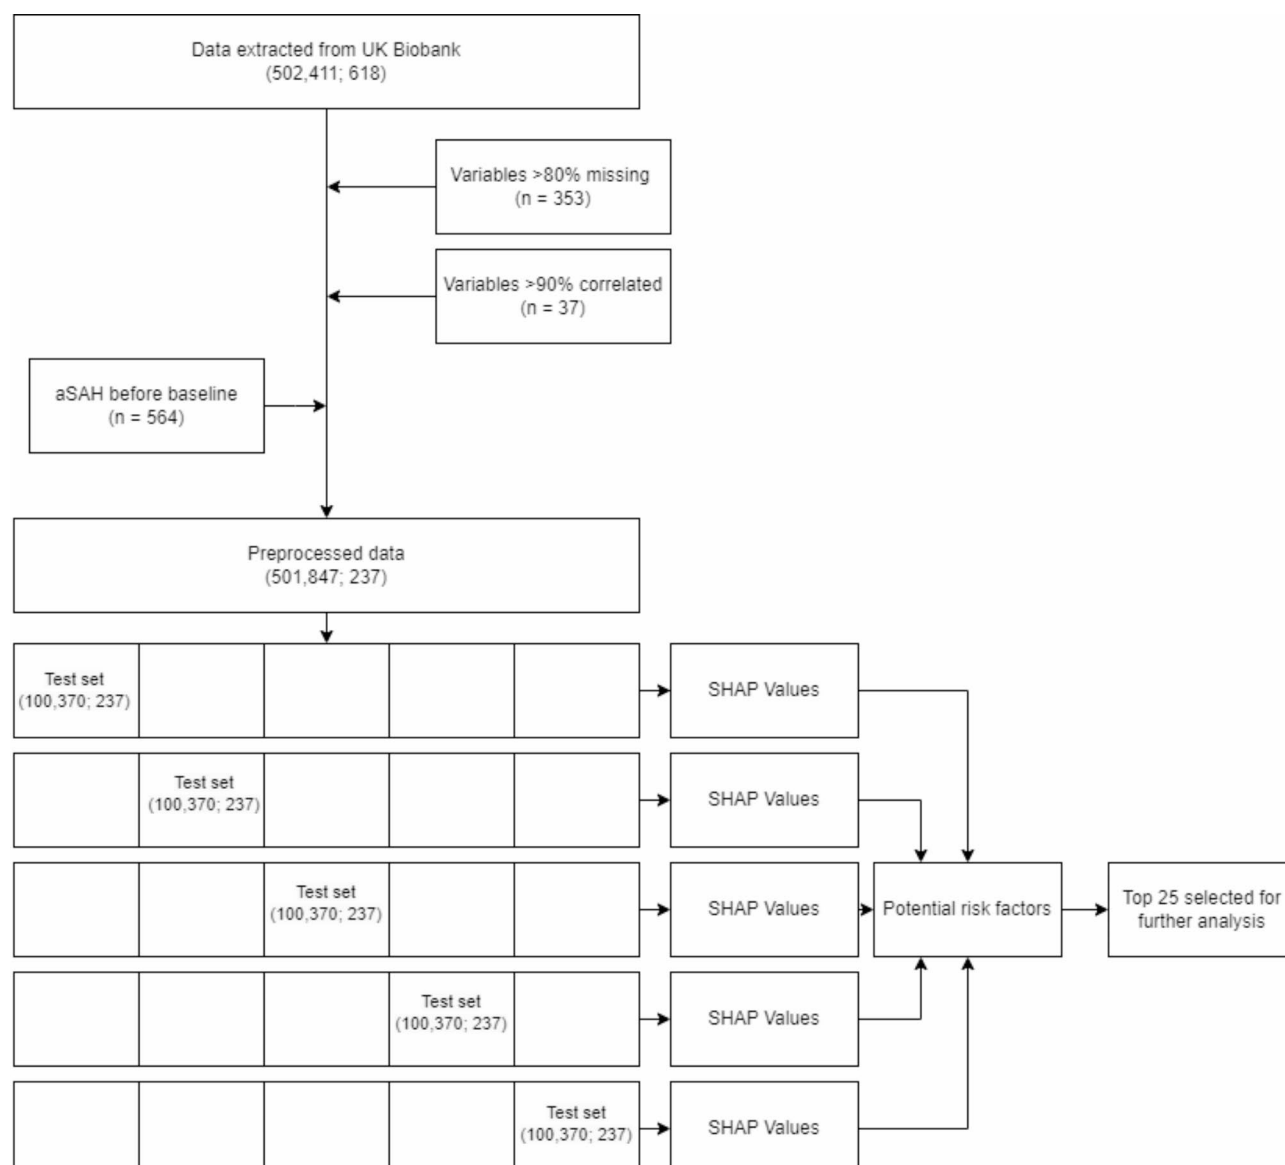 Data extracted from UK Biobank
(502,411; 618)
Variables >80% missing
(n = 353)
Variables >90% correlated
(n = 37)
aSAH before baseline
(n = 564)
Preprocessed data
(501,847; 237)
Test set
(100,370; 237)
SHAP Values
Test set
(100,370; 237)
SHAP Values
Test set
(100,370; 237)
SHAP Values
Potential risk factors
Top 25 selected for
further analysis
Test set
(100,370; 237)
SHAP Values
Test set
(100,370; 237)
SHAP Values